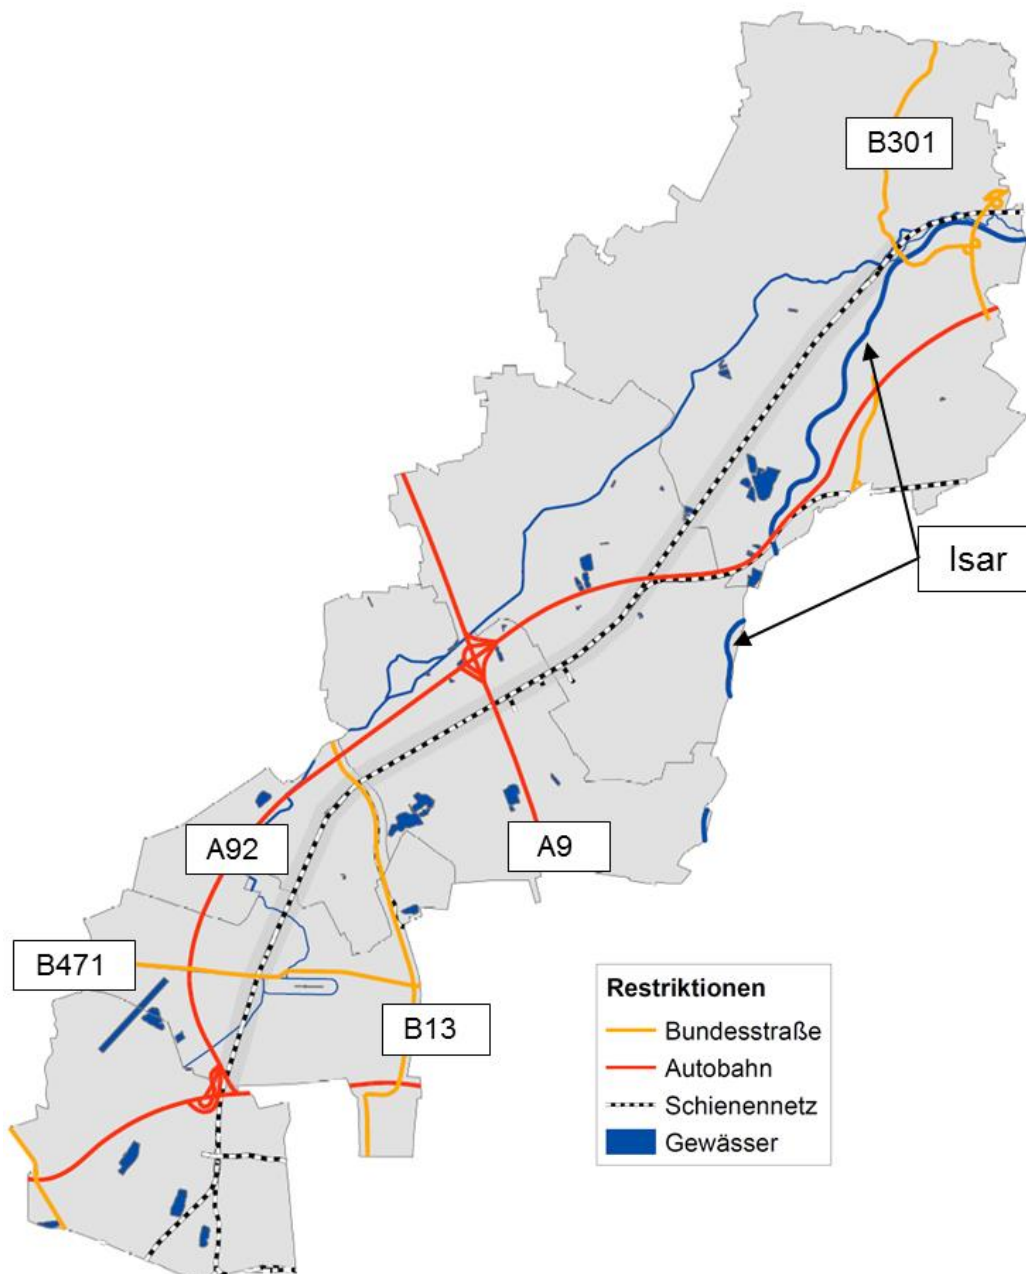 B301
Isar
A92
A9
B471
B13
Restriktionen
Bundesstraße
Autobahn
Schienennetz
Gewässer